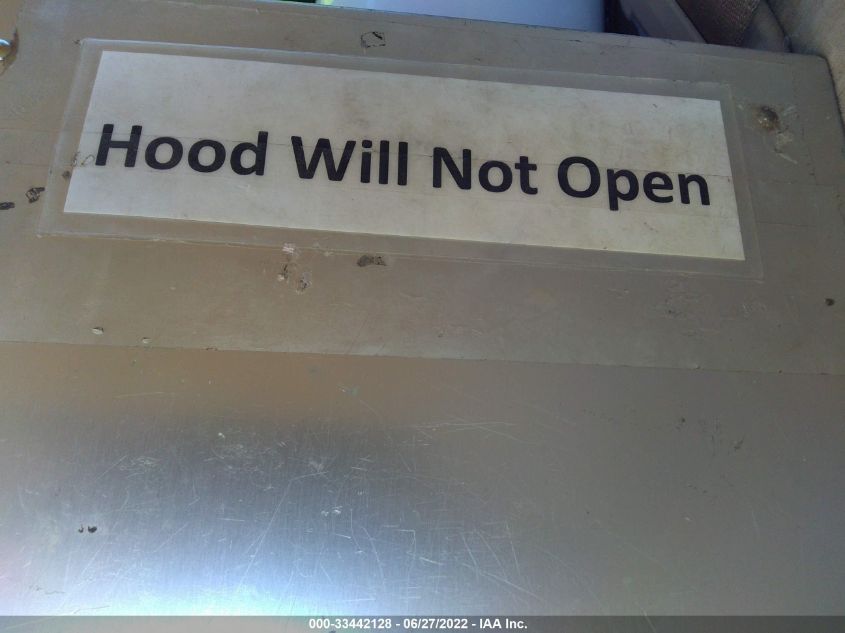 Hood Will Not Open
000-33442128 - 06/27/2022 - IAA Inc.